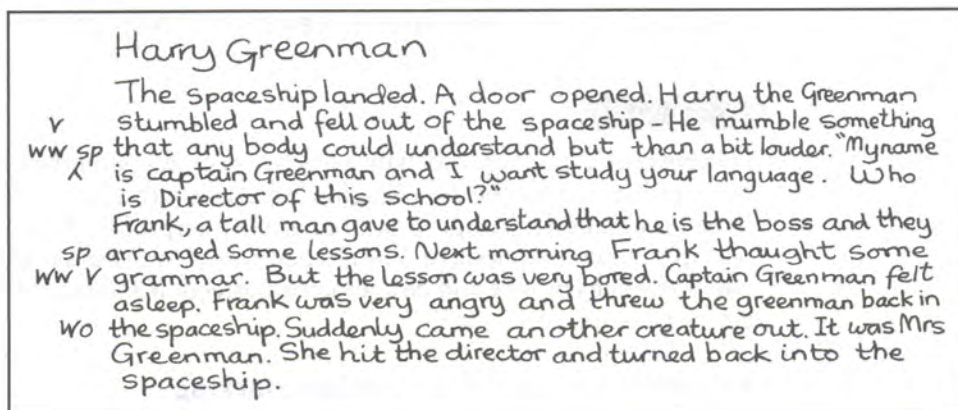 Harry Greenman
The spaceship landed. A door opened. Harry the Greenman
v stumbled and fell out of the spaceship - He mumble something
ww sp that any body could understand but than a bit louder. "My name
⁁ is captain Greenman and I want study your language. Who
is Director of this school?"
Frank, a tall man gave to understand that he is the boss and they
sp arranged some lessons. Next morning Frank thaught some
ww v grammar. But the lesson was very bored. Captain Greenman felt
asleep. Frank was very angry and threw the greenman back in
wo the spaceship. Suddenly came another creature out. It was Mrs
Greenman. She hit the director and turned back into the
spaceship.